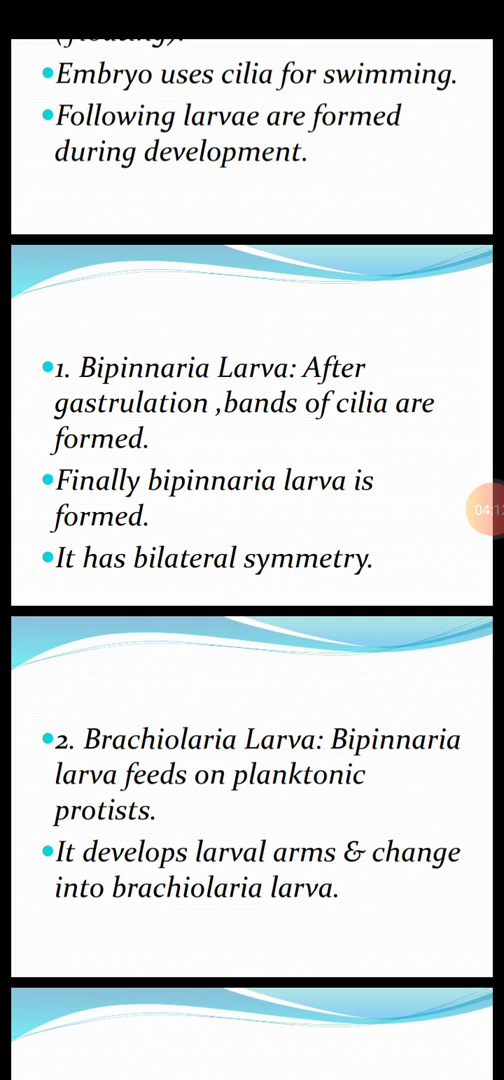 (floating).
•Embryo uses cilia for swimming.
•Following larvae are formed
during development.
•1. Bipinnaria Larva: After
gastrulation ,bands of cilia are
formed.
•Finally bipinnaria larva is
formed.
•It has bilateral symmetry.
•2. Brachiolaria Larva: Bipinnaria
larva feeds on planktonic
protists.
•It develops larval arms & change
into brachiolaria larva.